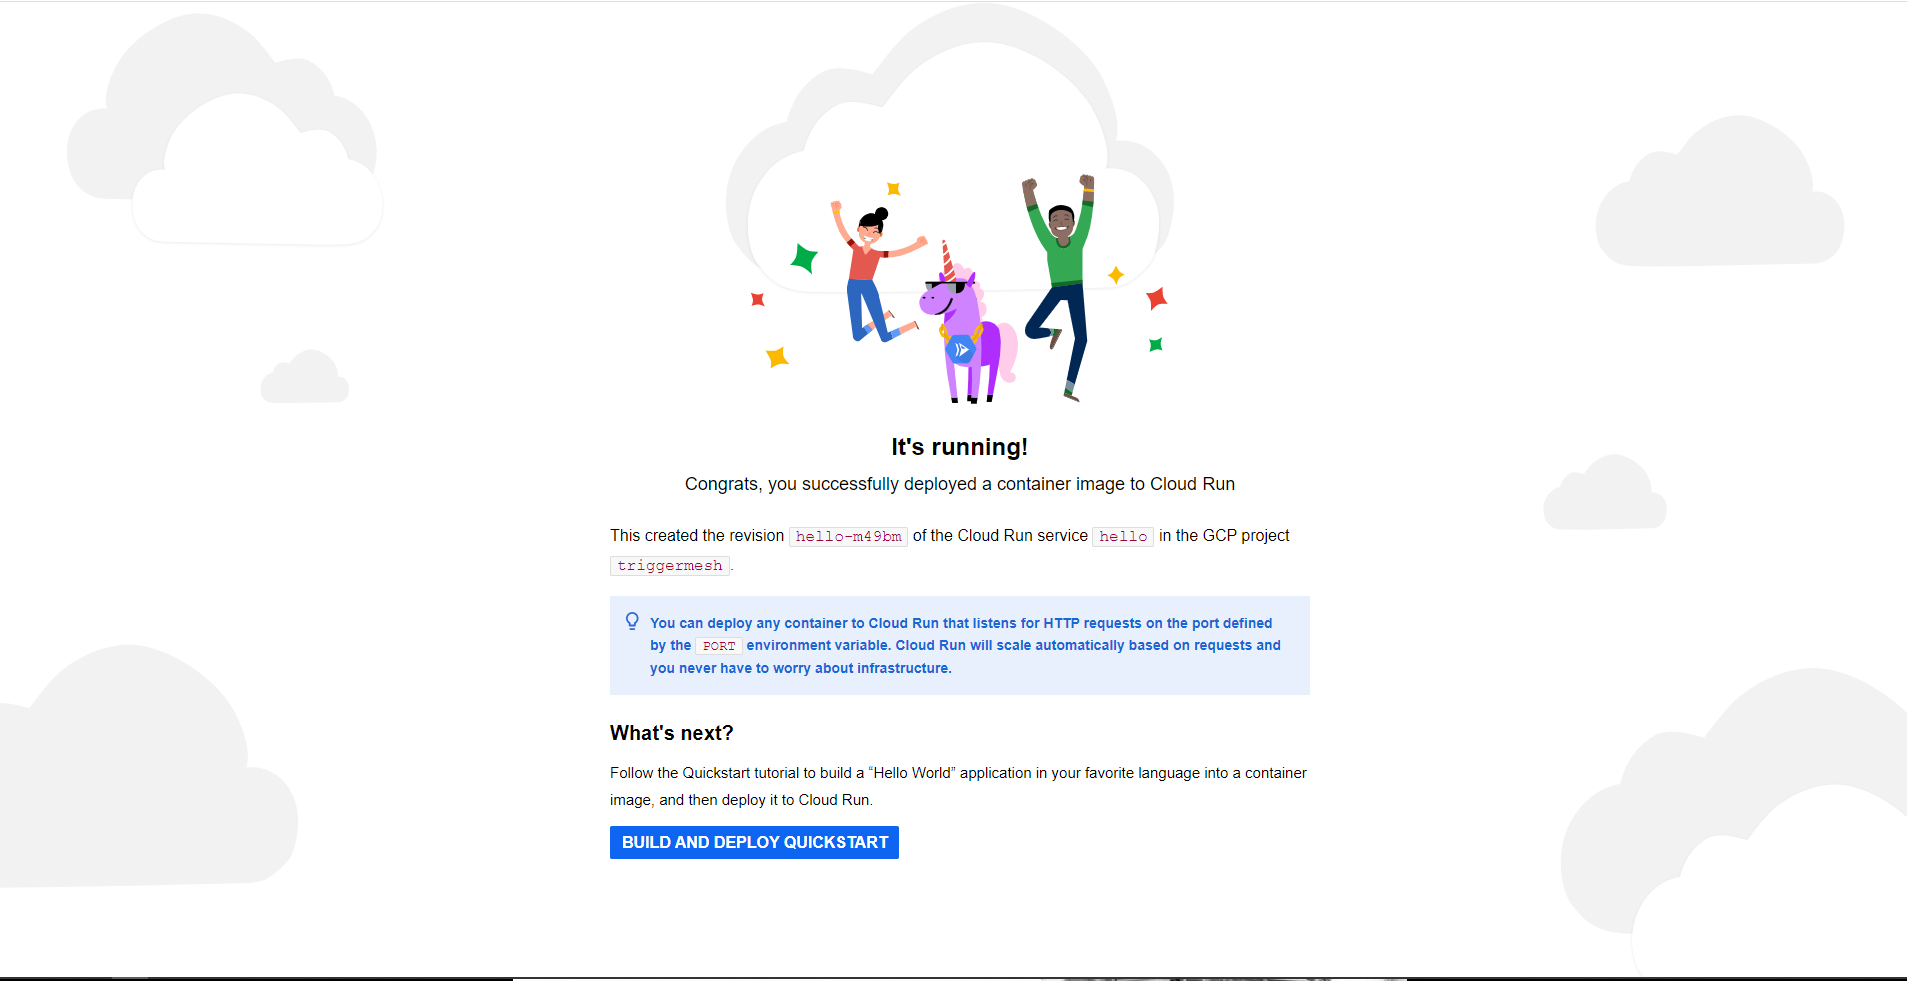 It's running!
Congrats, you successfully deployed a container image to Cloud Run
This created the revision hello-m49bm of the Cloud Run service hello in the GCP project
triggermesh.
You can deploy any container to Cloud Run that listens for HTTP requests on the port defined
by the PORT environment variable. Cloud Run will scale automatically based on requests and
you never have to worry about infrastructure.
What's next?
Follow the Quickstart tutorial to build a “Hello World” application in your favorite language into a container
image, and then deploy it to Cloud Run.
BUILD AND DEPLOY QUICKSTART